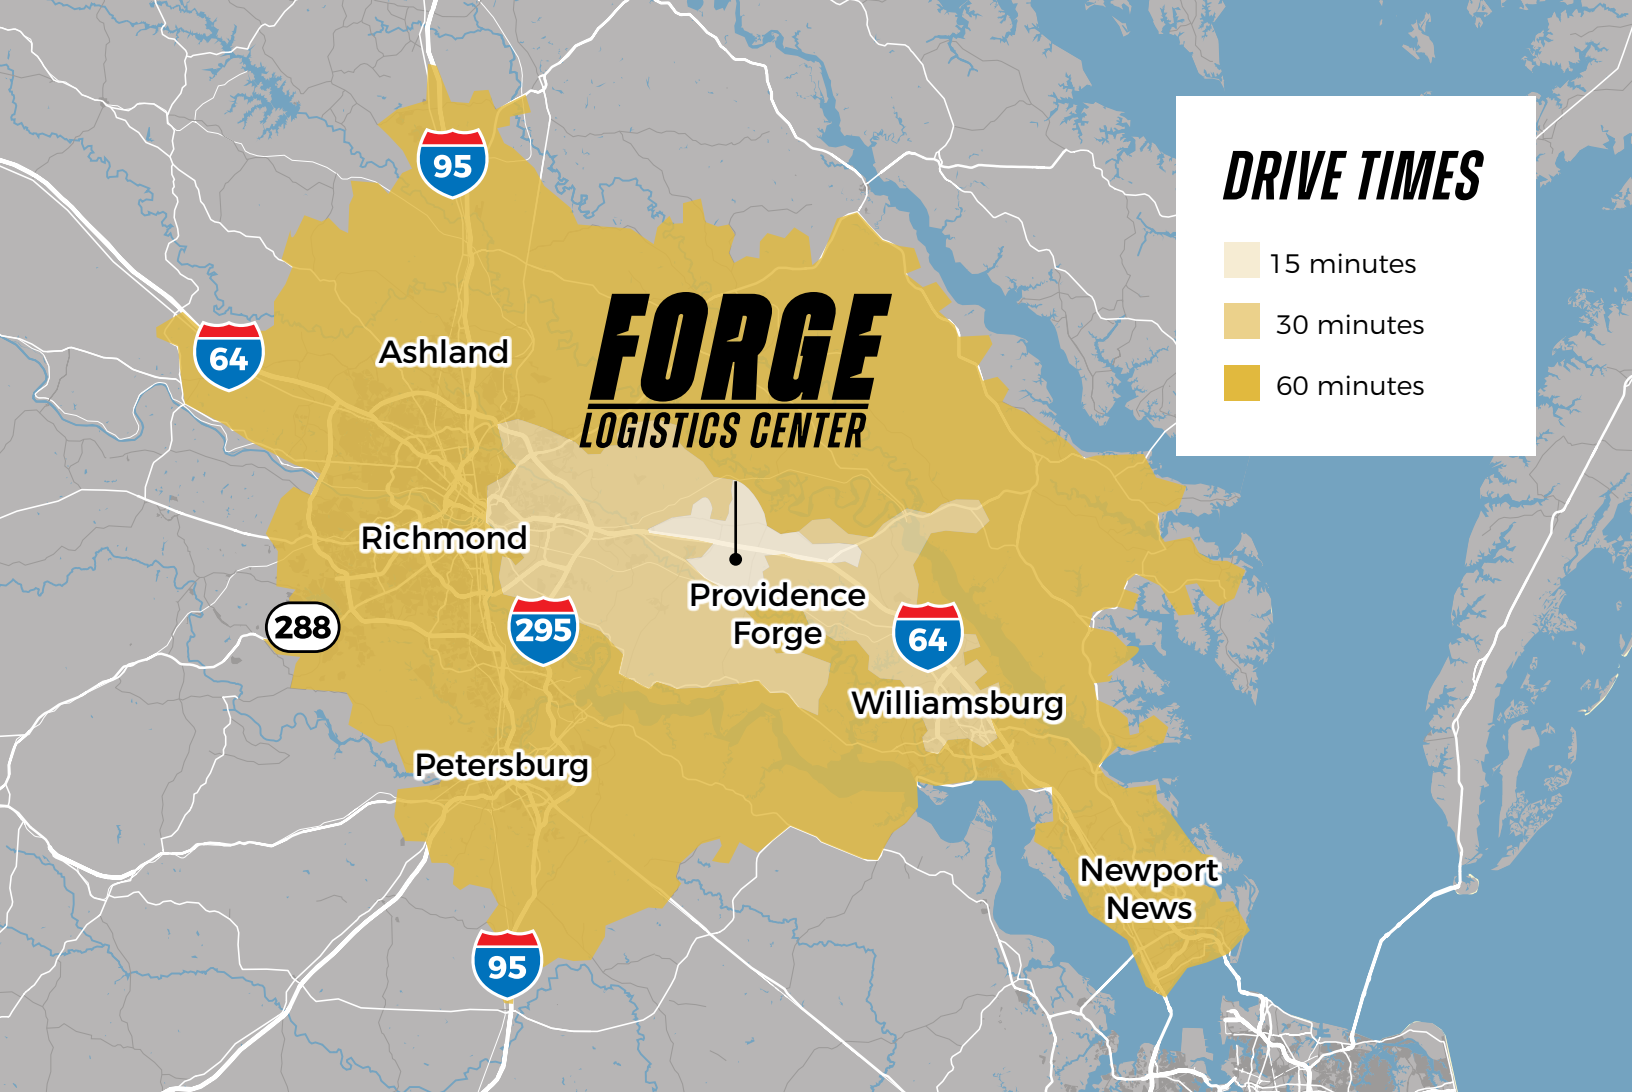 95
DRIVE TIMES
15 minutes
30 minutes
60 minutes
64
Ashland
FORGE
LOGISTICS CENTER
Richmond
Providence
Forge
288
295
64
Williamsburg
Petersburg
Newport
News
95